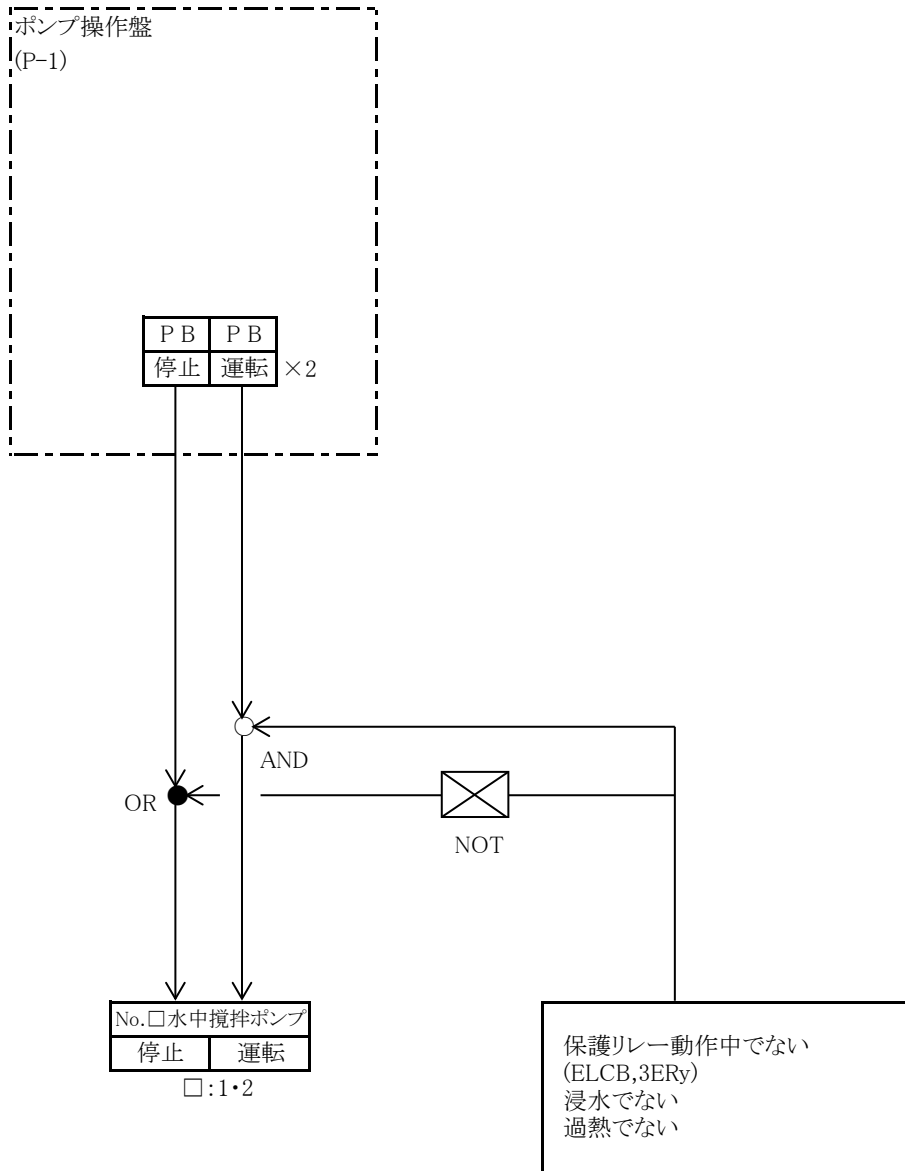 ポンプ操作盤
(P-1)
PB PB
停止 運転 ×2
AND
OR
NOT
No.□水中撹拌ポンプ
停止 運転
□:1・2
保護リレー動作中でない
(ELCB,3ERy)
浸水でない
過熱でない